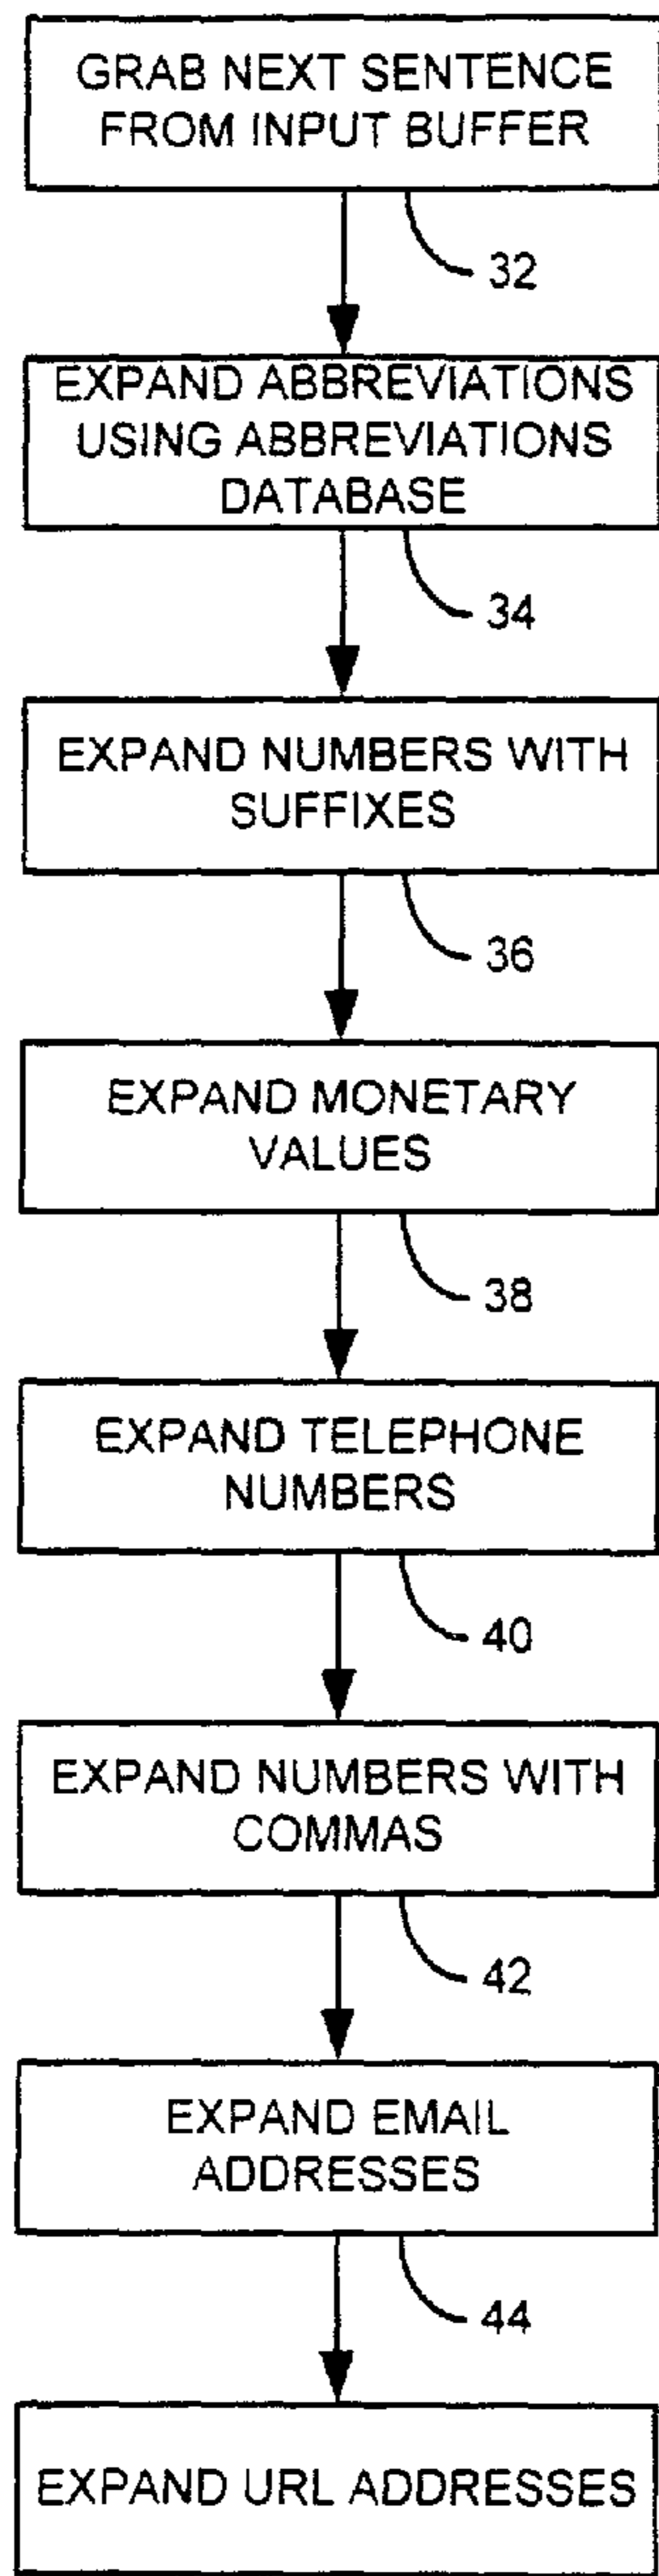 GRAB NEXT SENTENCE
FROM INPUT BUFFER
32
EXPAND ABBREVIATIONS
USING ABBREVIATIONS
DATABASE
34
EXPAND NUMBERS WITH
SUFFIXES
36
EXPAND MONETARY
VALUES
38
EXPAND TELEPHONE
NUMBERS
40
EXPAND NUMBERS WITH
COMMAS
42
EXPAND EMAIL
ADDRESSES
44
EXPAND URL ADDRESSES